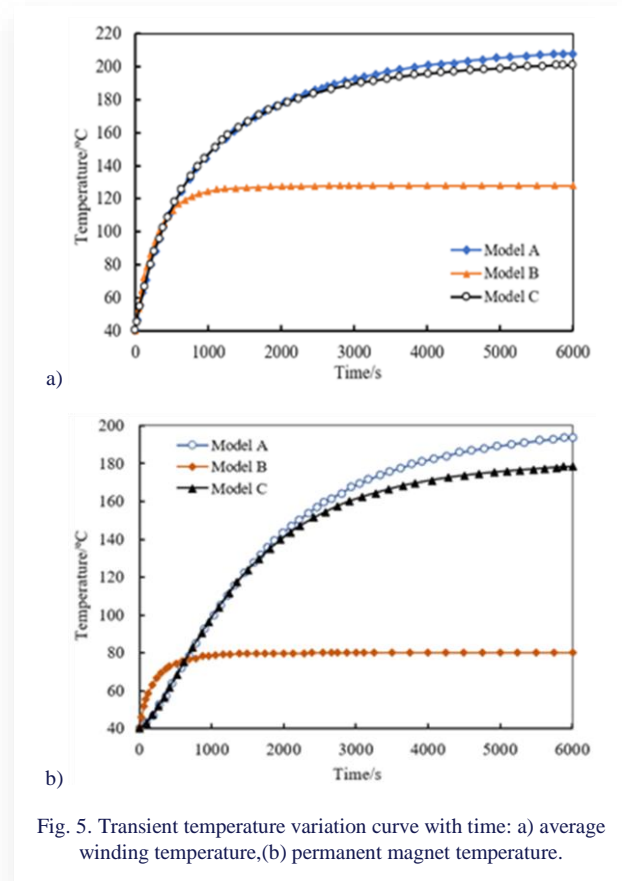 220
200
180
160
140
120
100
80
60
40
Temperature/°C
Model A
Model B
Model C
0 1000 2000 3000 4000 5000 6000
Time/s
a)
200
180
160
140
120
100
80
60
40
Temperature/°C
Model A
Model B
Model C
0 1000 2000 3000 4000 5000 6000
Time/s
b)
Fig. 5. Transient temperature variation curve with time: a) average
winding temperature,(b) permanent magnet temperature.